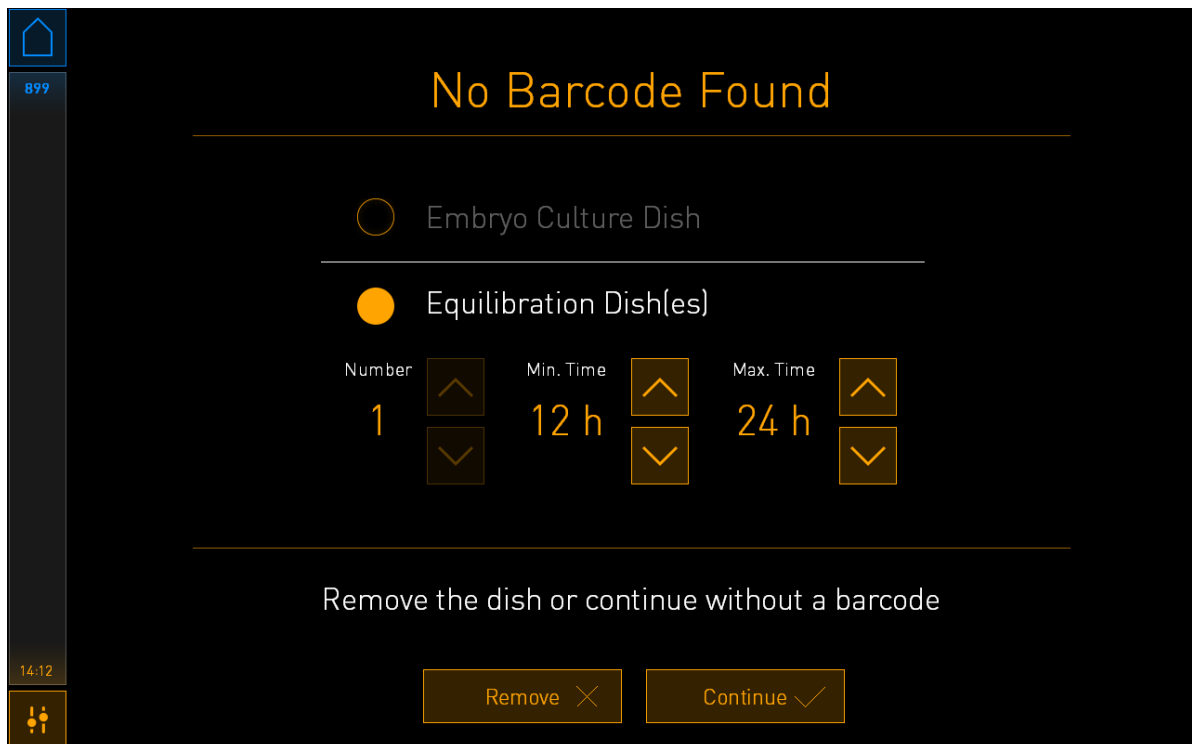 899
No Barcode Found
Embryo Culture Dish
Equilibration Dish(es)
Number Min. Time Max. Time
1 12 h 24 h
Remove the dish or continue without a barcode
14:12
Remove Continue